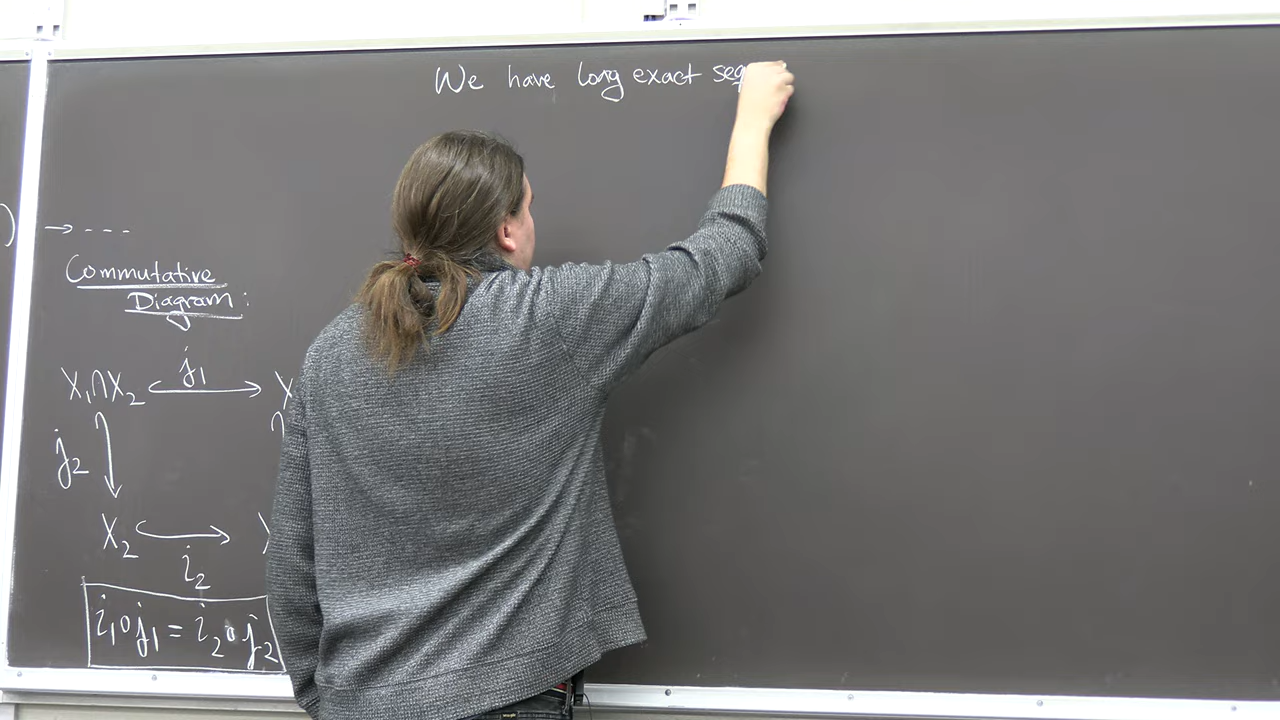 We have long exact seq
) → ----
Commutative
Diagram:
X₁∩X₂ ↪ j₁ X
j₂
X₂ ↪ i₂ X
i₁∘j₁ = i₂∘j₂